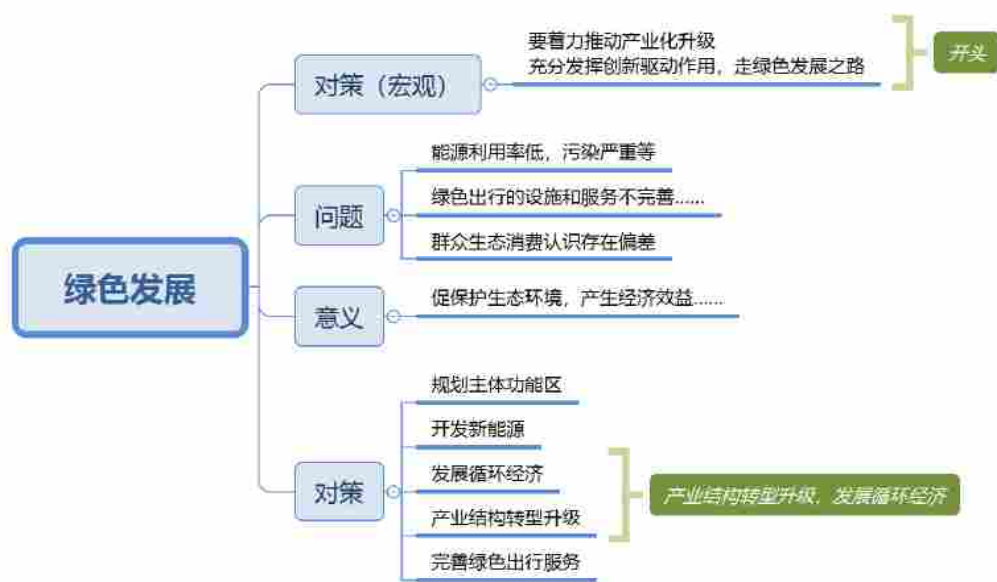 要着力推动产业化升级
充分发挥创新驱动作用，走绿色发展之路
开头
对策（宏观）
能源利用率低，污染严重等
绿色出行的设施和服务不完善......
群众生态消费认识存在偏差
问题
绿色发展
促保护生态环境，产生经济效益......
意义
规划主体功能区
开发新能源
发展循环经济
产业结构转型升级
完善绿色出行服务
对策
产业结构转型升级、发展循环经济